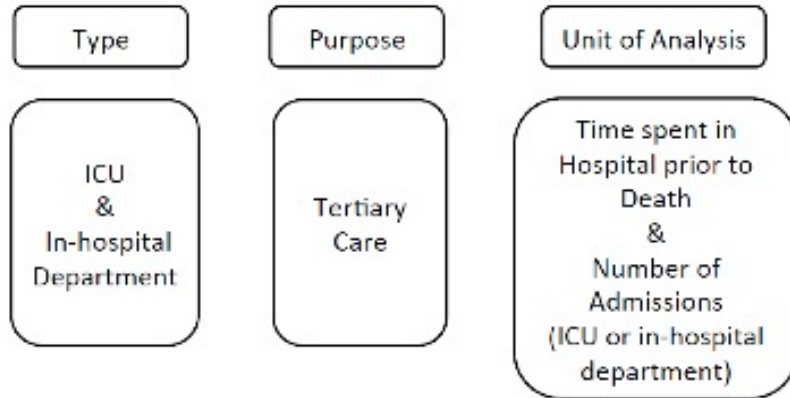 Type
Purpose
Unit of Analysis
ICU
&
In-hospital
Department
Tertiary
Care
Time spent in
Hospital prior to
Death
&
Number of
Admissions
(ICU or in-hospital
department)